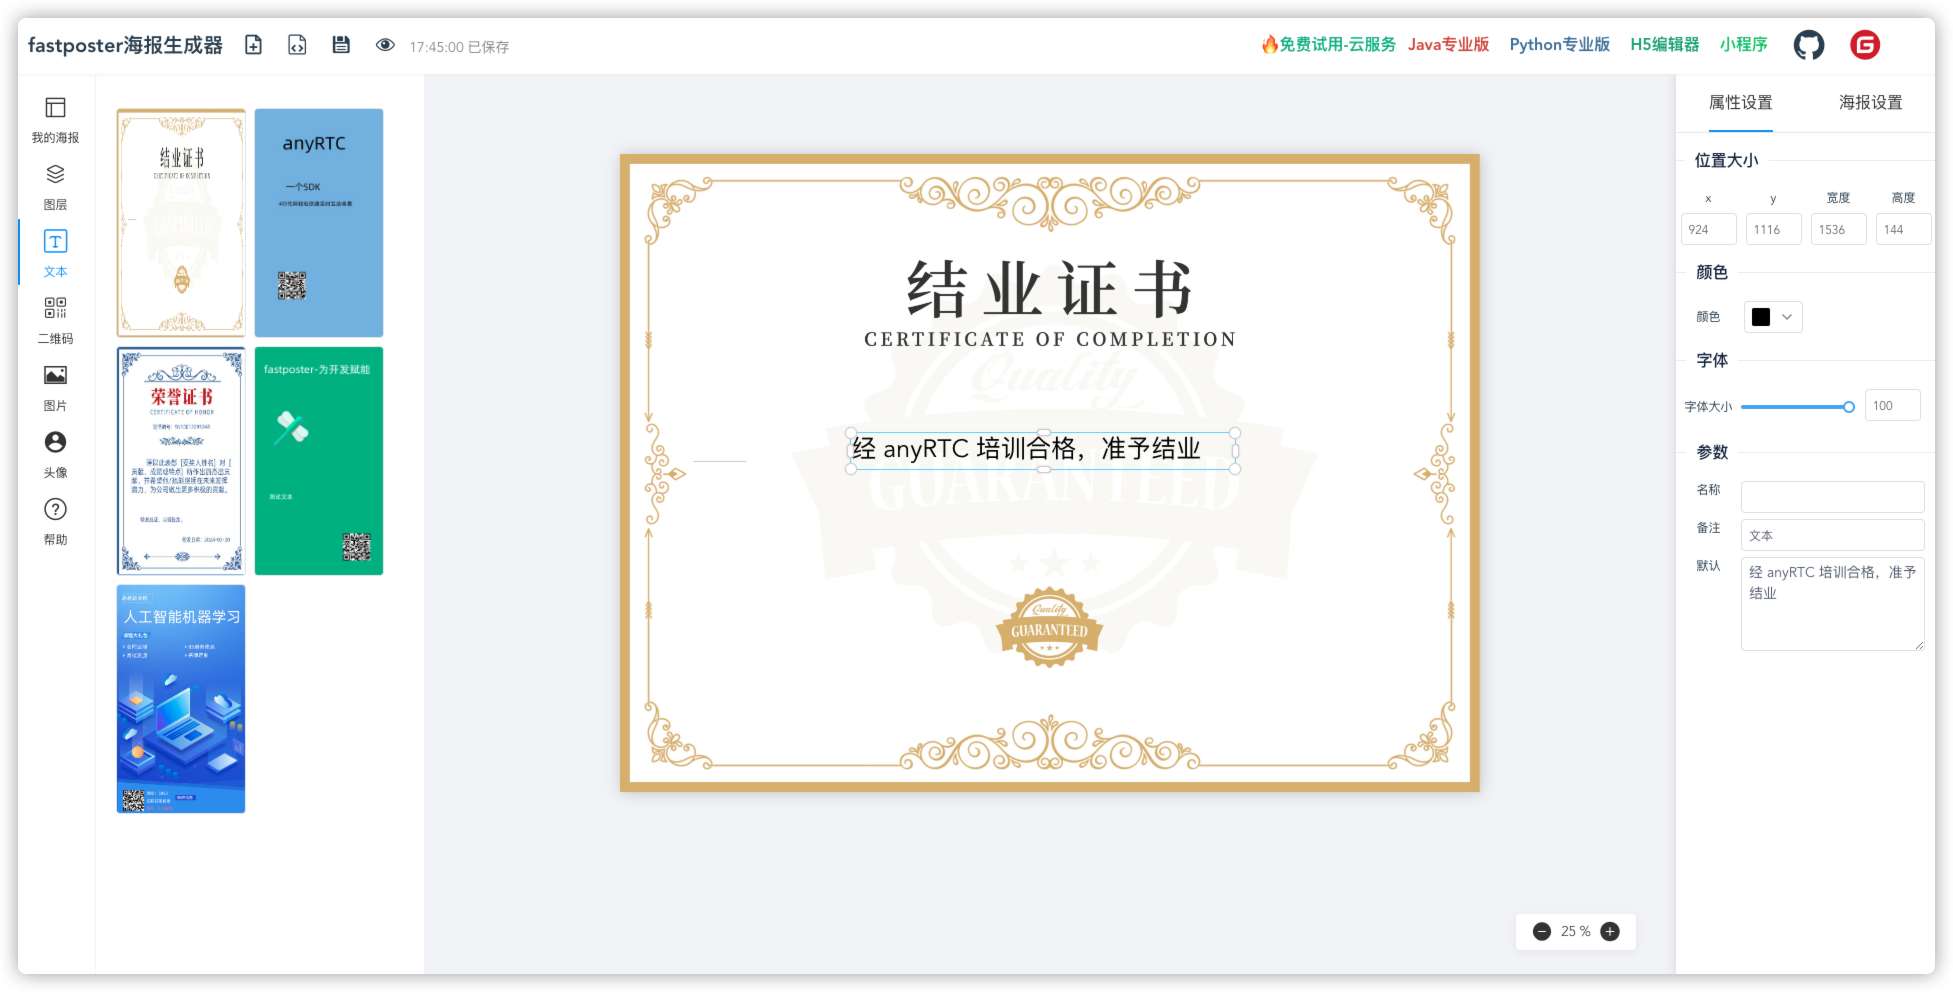 fastposter海报生成器
17:45:00 已保存
免费试用-云服务
Java专业版
Python专业版
H5编辑器
小程序
我的海报
图层
文本
二维码
图片
头像
帮助
结业证书
CERTIFICATE OF COMPLETION
GUARANTEED
anyRTC
一个SDK
荣誉证书
CERTIFICATE OF HONOR
fastposter-为开发赋能
测试文本
人工智能机器学习
结业证书
CERTIFICATE OF COMPLETION
Quality
经 anyRTC 培训合格，准予结业
GUARANTEED
Quality
GUARANTEED
25 %
属性设置
海报设置
位置大小
x
y
宽度
高度
924
1116
1536
144
颜色
颜色
字体
字体大小
100
参数
名称
备注
文本
默认
经 anyRTC 培训合格，准予
结业